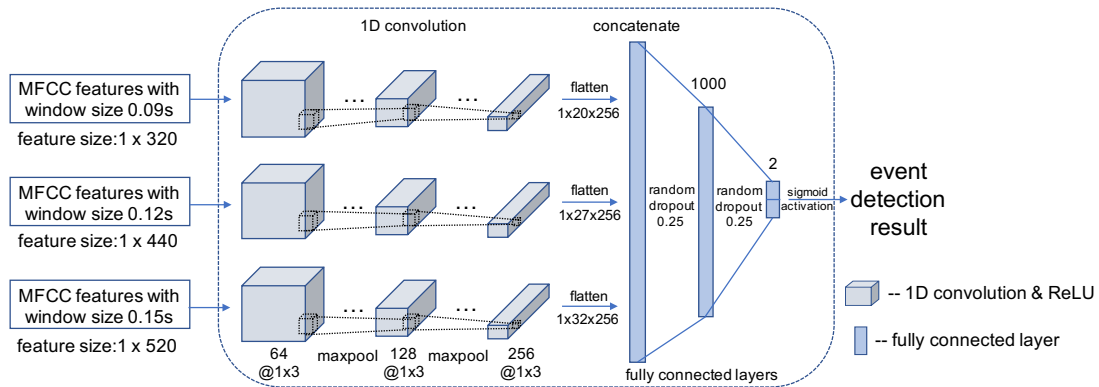 1D convolution
concatenate
MFCC features with
window size 0.09s
feature size:1 x 320
...
...
flatten
1x20x256
1000
MFCC features with
window size 0.12s
feature size:1 x 440
...
...
flatten
1x27x256
random
dropout
0.25
random
dropout
0.25
2
sigmoid
activation
event
detection
result
MFCC features with
window size 0.15s
feature size:1 x 520
...
...
flatten
1x32x256
64
@1x3
maxpool
128
@1x3
maxpool
256
@1x3
fully connected layers
-- 1D convolution & ReLU
-- fully connected layer